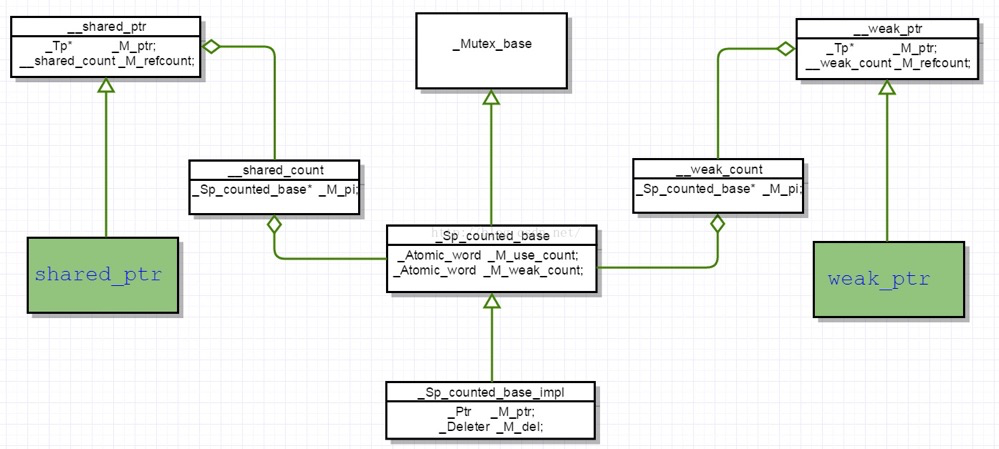 __shared_ptr
_Tp* _M_ptr;
__shared_count _M_refcount;
_Mutex_base
__weak_ptr
_Tp* _M_ptr;
__weak_count _M_refcount;
__shared_count
_Sp_counted_base* _M_pi;
__weak_count
_Sp_counted_base* _M_pi;
shared_ptr
_Sp_counted_base
_Atomic_word _M_use_count;
_Atomic_word _M_weak_count;
weak_ptr
_Sp_counted_base_impl
_Ptr _M_ptr;
_Deleter _M_del;